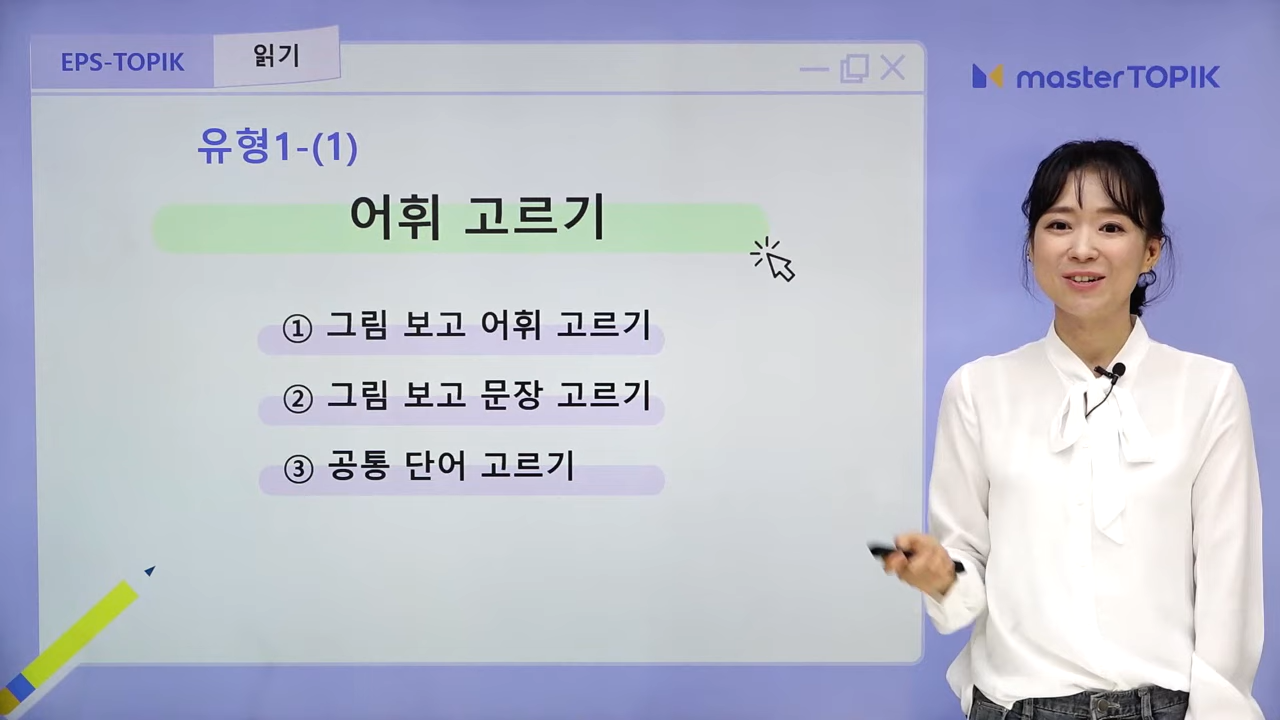 EPS-TOPIK 읽기
master TOPIK
유형1-(1)
어휘 고르기
① 그림 보고 어휘 고르기
② 그림 보고 문장 고르기
③ 공통 단어 고르기